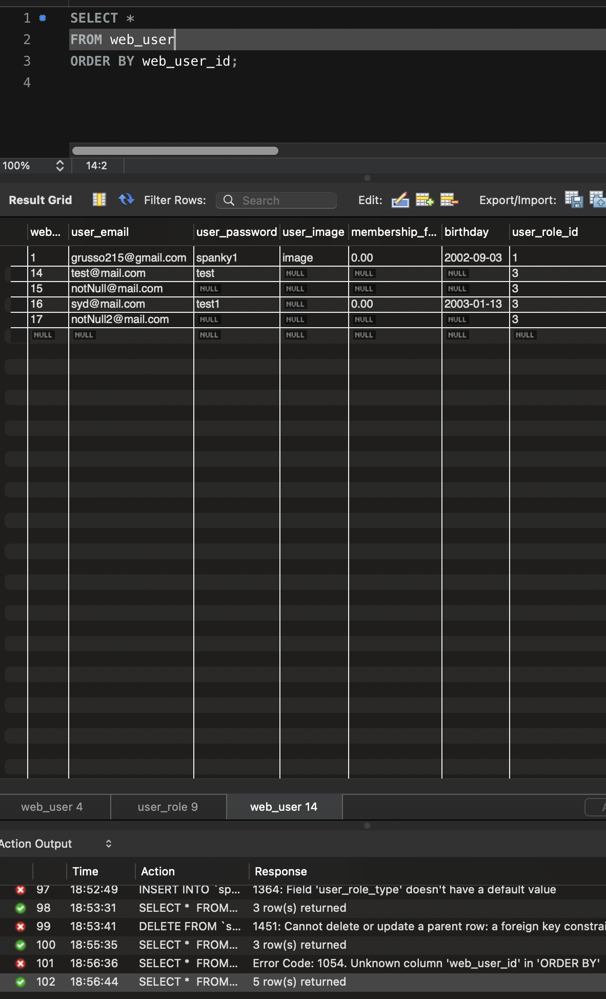 1 SELECT *
2 FROM web_user
3 ORDER BY web_user_id;
4
100% 14:2
Result Grid Filter Rows: Search Edit: Export/Import:
web... user_email user_password user_image membership_f... birthday user_role_id
1 grusso215@gmail.com spanky1 image 0.00 2002-09-03 1
14 test@mail.com test NULL NULL NULL 3
15 notNull@mail.com NULL NULL NULL NULL 3
16 syd@mail.com test1 NULL 0.00 2003-01-13 3
17 notNull2@mail.com NULL NULL NULL NULL 3
NULL NULL NULL NULL NULL NULL NULL
web_user 4 user_role 9 web_user 14 A
Action Output
Time Action Response
97 18:52:49 INSERT INTO `sp... 1364: Field 'user_role_type' doesn't have a default value
98 18:53:31 SELECT * FROM... 3 row(s) returned
99 18:53:41 DELETE FROM `s... 1451: Cannot delete or update a parent row: a foreign key constrai
100 18:55:35 SELECT * FROM... 3 row(s) returned
101 18:56:36 SELECT * FROM... Error Code: 1054. Unknown column 'web_user_id' in 'ORDER BY'
102 18:56:44 SELECT * FROM... 5 row(s) returned